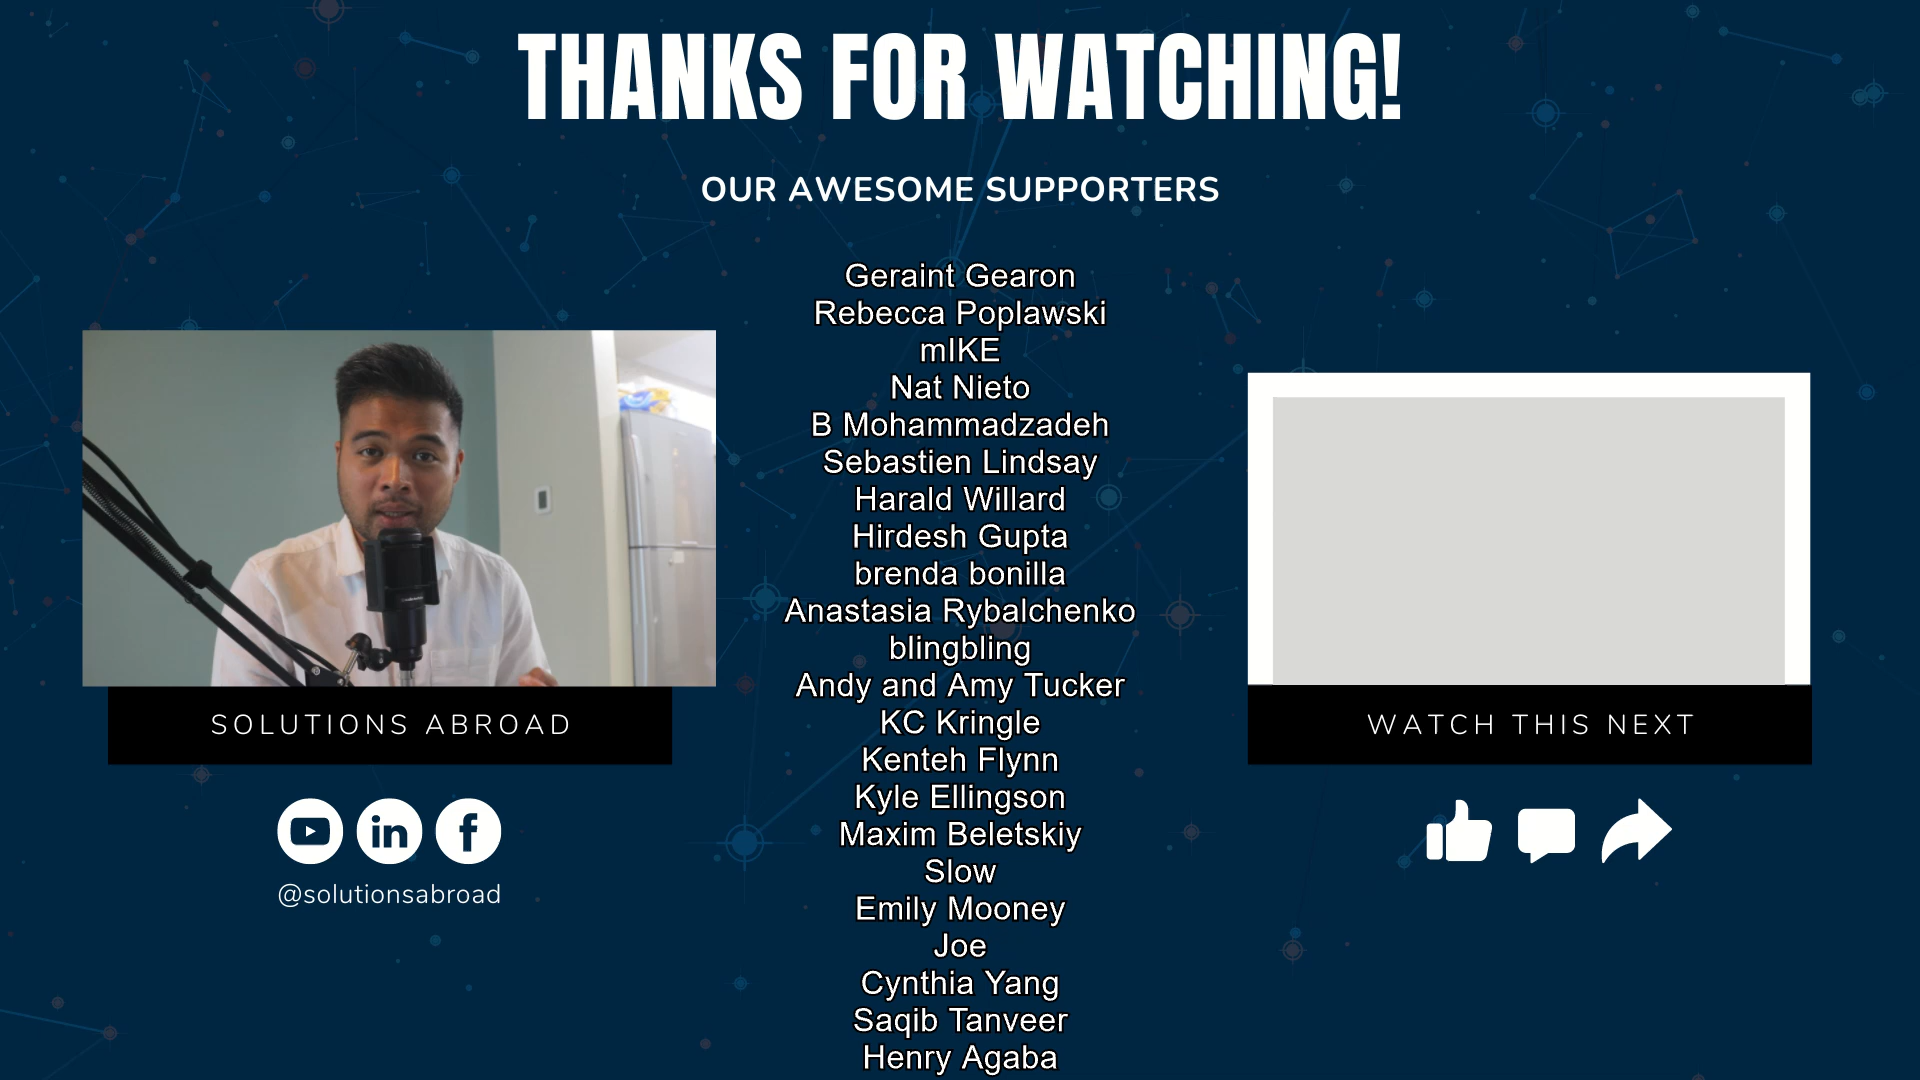 THANKS FOR WATCHING!
OUR AWESOME SUPPORTERS
Geraint Gearon
Rebecca Poplawski
mIKE
Nat Nieto
B Mohammadzadeh
Sebastien Lindsay
Harald Willard
Hirdesh Gupta
brenda bonilla
Anastasia Rybalchenko
blingbling
Andy and Amy Tucker
KC Kringle
Kenteh Flynn
Kyle Ellingson
Maxim Beletskiy
Slow
Emily Mooney
Joe
Cynthia Yang
Saqib Tanveer
Henry Agaba
SOLUTIONS ABROAD
in f
@solutionsabroad
WATCH THIS NEXT